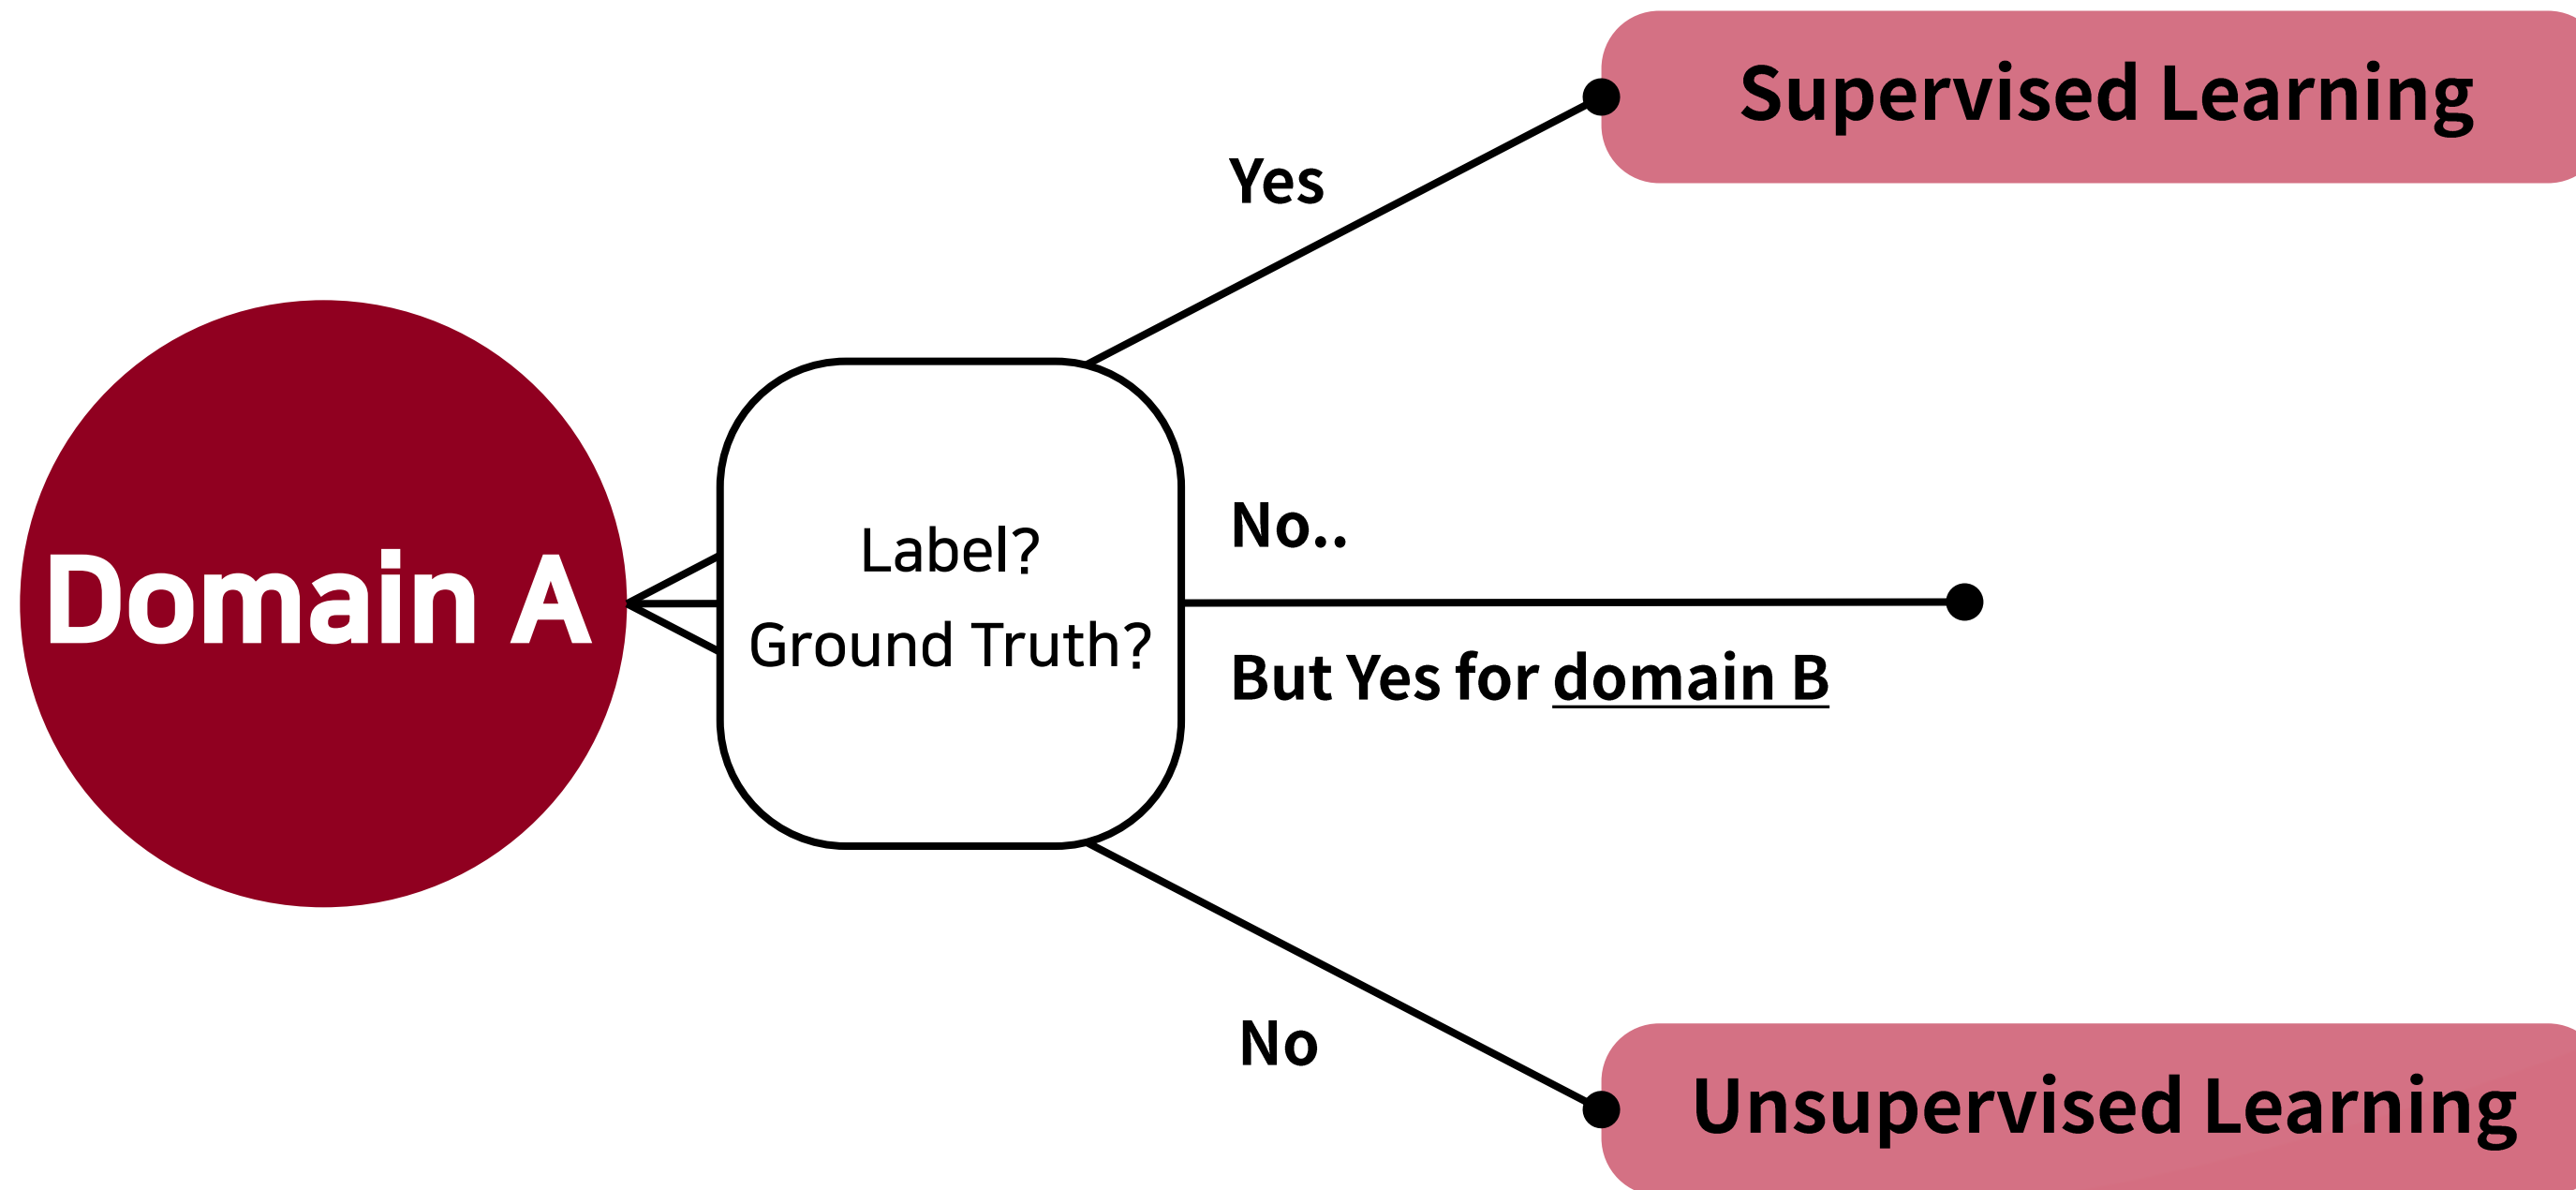 Supervised Learning
Yes
Domain A
Label?
Ground Truth?
No..
But Yes for domain B
No
Unsupervised Learning